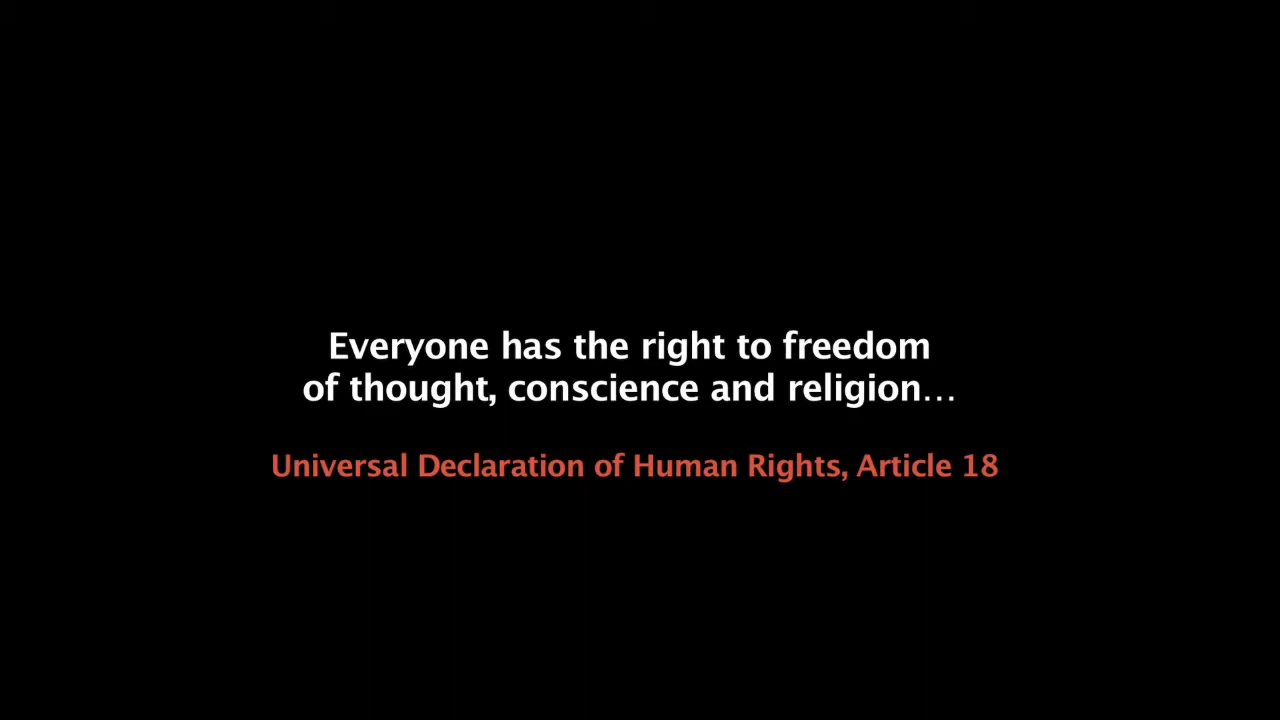 Everyone has the right to freedom
of thought, conscience and religion…
Universal Declaration of Human Rights, Article 18